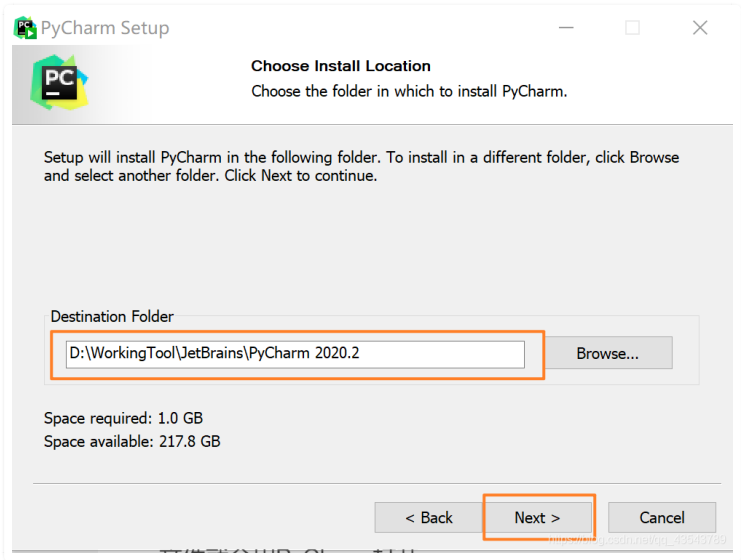 PyCharm Setup
PC
Choose Install Location
Choose the folder in which to install PyCharm.
Setup will install PyCharm in the following folder. To install in a different folder, click Browse
and select another folder. Click Next to continue.
Destination Folder
D:\WorkingTool\JetBrains\PyCharm 2020.2
Browse...
Space required: 1.0 GB
Space available: 217.8 GB
< Back
Next >
Cancel
https://blog.csdn.net/qq_43543789